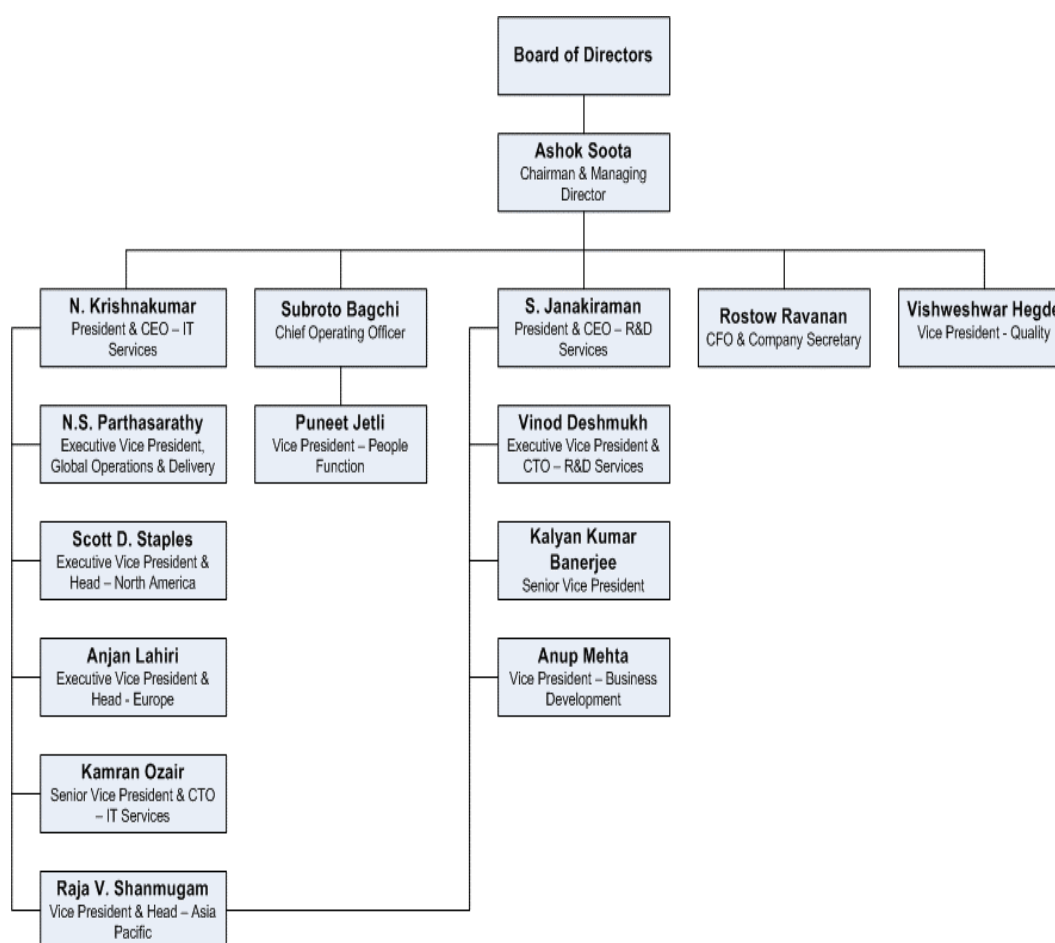 Board of Directors
Ashok Soota
Chairman & Managing
Director
N. Krishnakumar
President & CEO – IT
Services
Subroto Bagchi
Chief Operating Officer
S. Janakiraman
President & CEO – R&D
Services
Rostow Ravanan
CFO & Company Secretary
Vishweshwar Hegde
Vice President - Quality
N.S. Parthasarathy
Executive Vice President,
Global Operations & Delivery
Puneet Jetli
Vice President – People
Function
Vinod Deshmukh
Executive Vice President &
CTO – R&D Services
Scott D. Staples
Executive Vice President &
Head – North America
Kalyan Kumar
Banerjee
Senior Vice President
Anjan Lahiri
Executive Vice President &
Head - Europe
Anup Mehta
Vice President – Business
Development
Kamran Ozair
Senior Vice President & CTO
– IT Services
Raja V. Shanmugam
Vice President & Head – Asia
Pacific